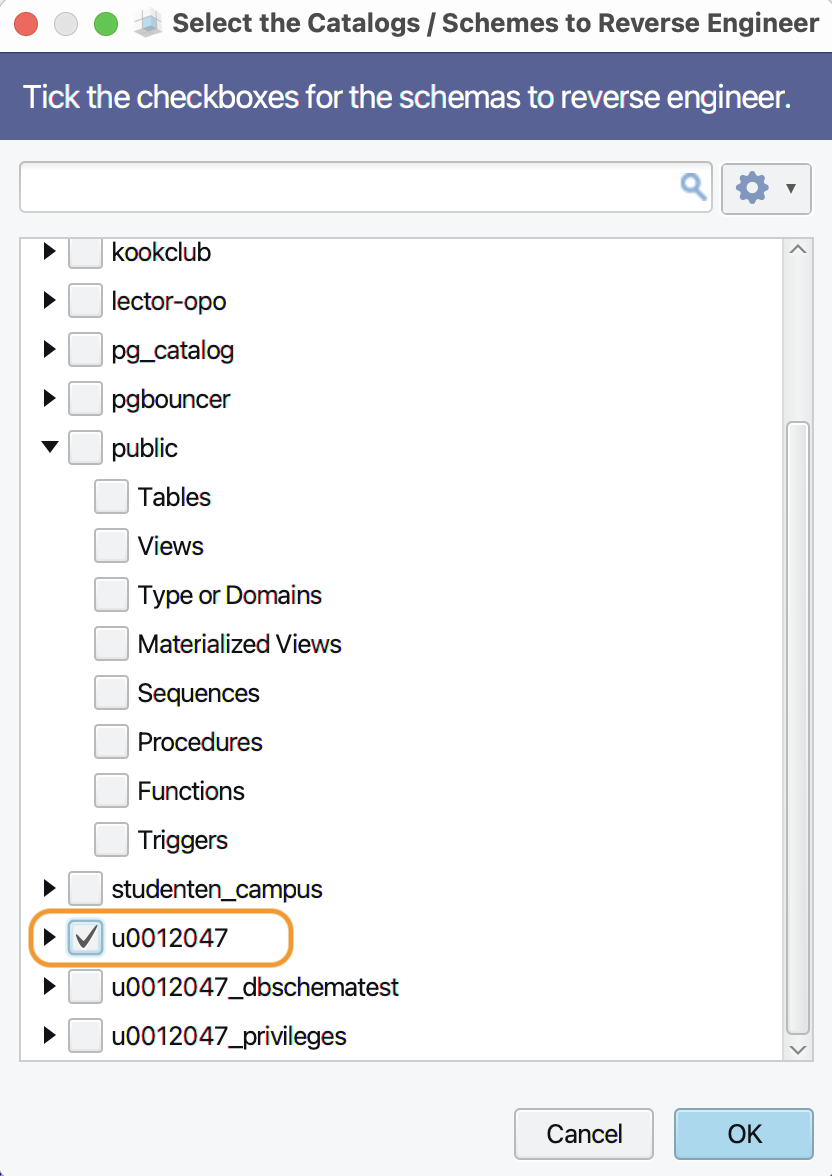 Select the Catalogs / Schemes to Reverse Engineer
Tick the checkboxes for the schemas to reverse engineer.
kookclub
lector-opo
pg_catalog
pgbouncer
public
Tables
Views
Type or Domains
Materialized Views
Sequences
Procedures
Functions
Triggers
studenten_campus
u0012047
u0012047_dbschematest
u0012047_privileges
Cancel OK